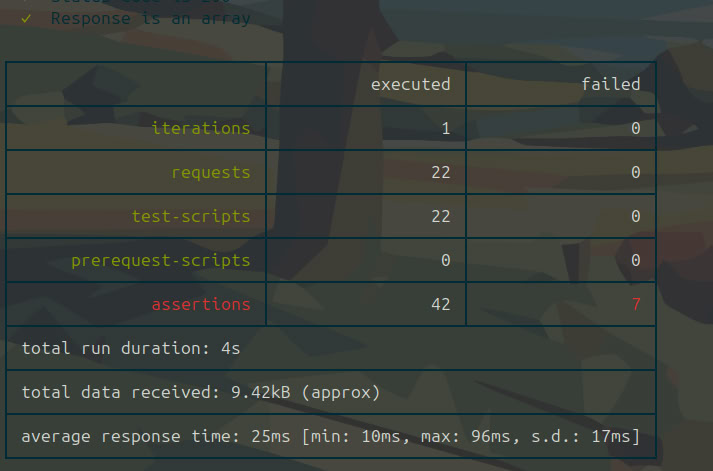 ✓ Response is an array
executed failed
iterations 1 0
requests 22 0
test-scripts 22 0
prerequest-scripts 0 0
assertions 42 7
total run duration: 4s
total data received: 9.42kB (approx)
average response time: 25ms [min: 10ms, max: 96ms, s.d.: 17ms]